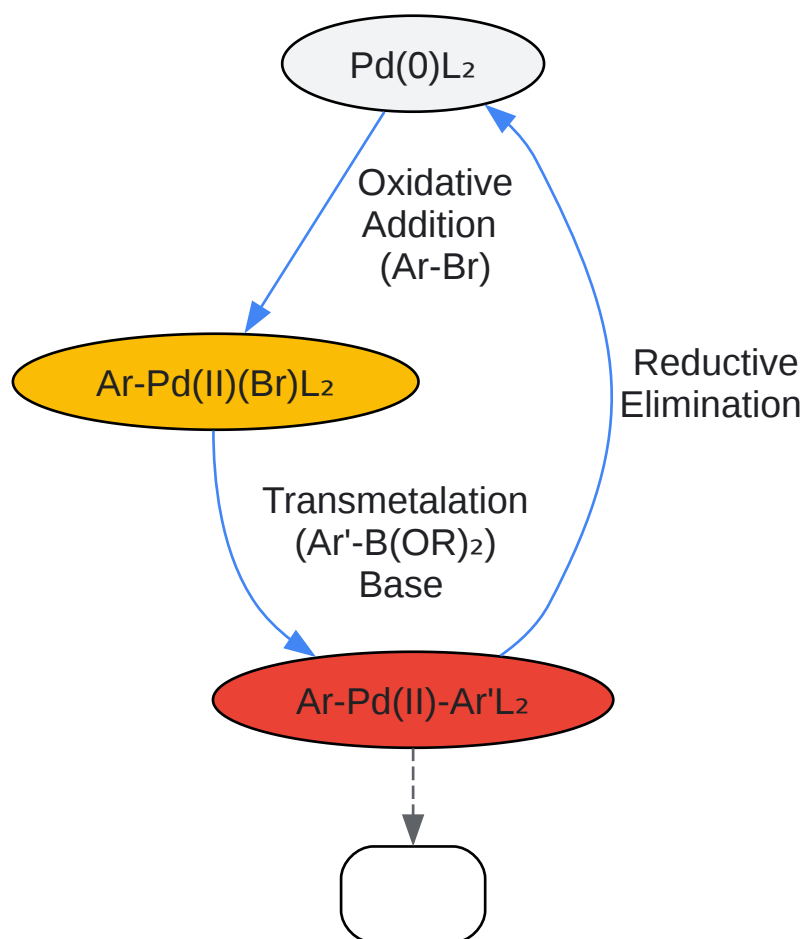 Pd(0)L₂
Oxidative
Addition
(Ar-Br)
Reductive
Elimination
Ar-Pd(II)(Br)L₂
Transmetalation
(Ar'-B(OR)₂)
Base
Ar-Pd(II)-Ar'L₂